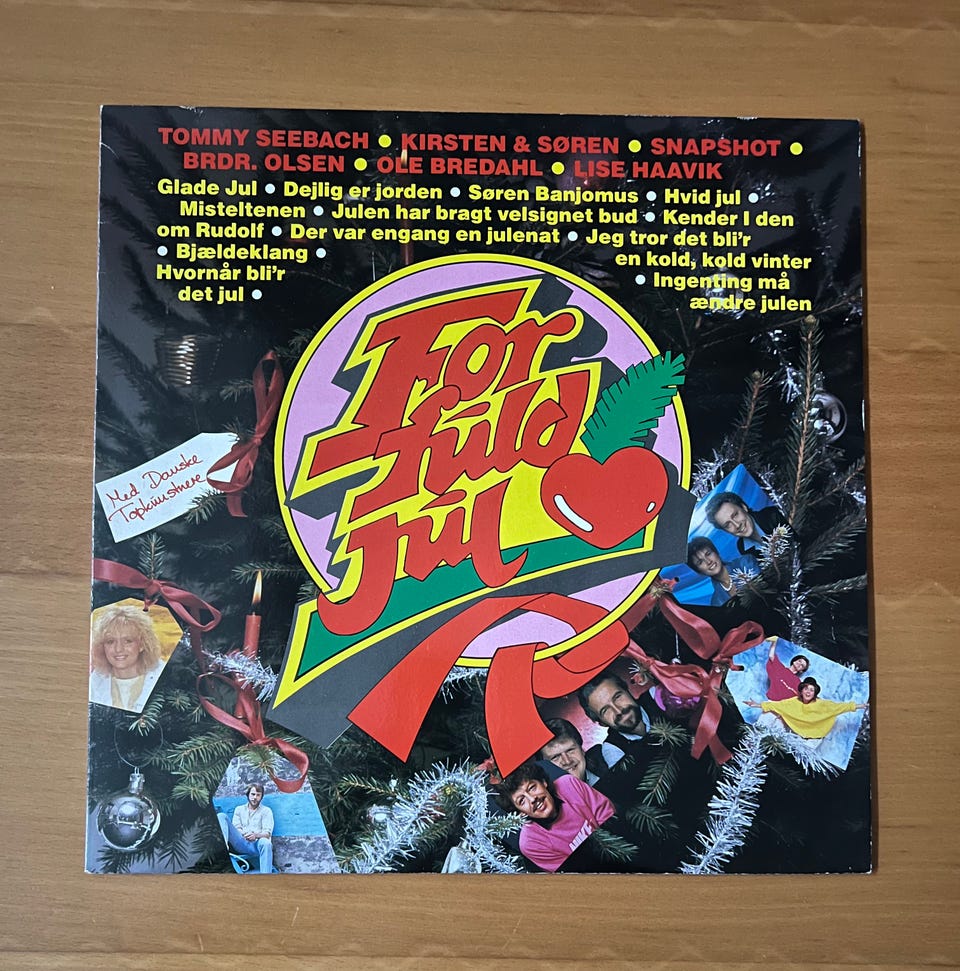 TOMMY SEEBACH • KIRSTEN & SØREN • SNAPSHOT •
BRDR. OLSEN • OLE BREDAHL • LISE HAAVIK
Glade Jul • Dejlig er jorden • Søren Banjomus • Hvid jul •
Misteltenen • Julen har bragt velsignet bud • Kender I den
om Rudolf • Der var engang en julenat • Jeg tror det bli'r
• Bjældeklang • en kold, kold vinter
Hvornår bli'r • Ingenting må
det jul • ændre julen
For
fuld
jul
Med Danske
Topkunstnere